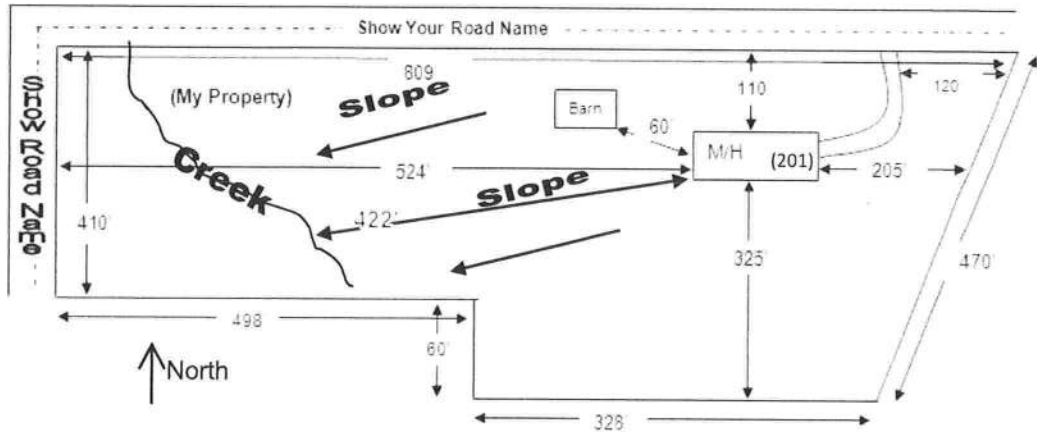 Show Your Road Name
Show Road Name
809
110
120
(My Property)
Slope
Barn
60'
M/H
(201)
Creek
524'
205'
410'
Slope
422'
325'
470'
498
60'
North
328'